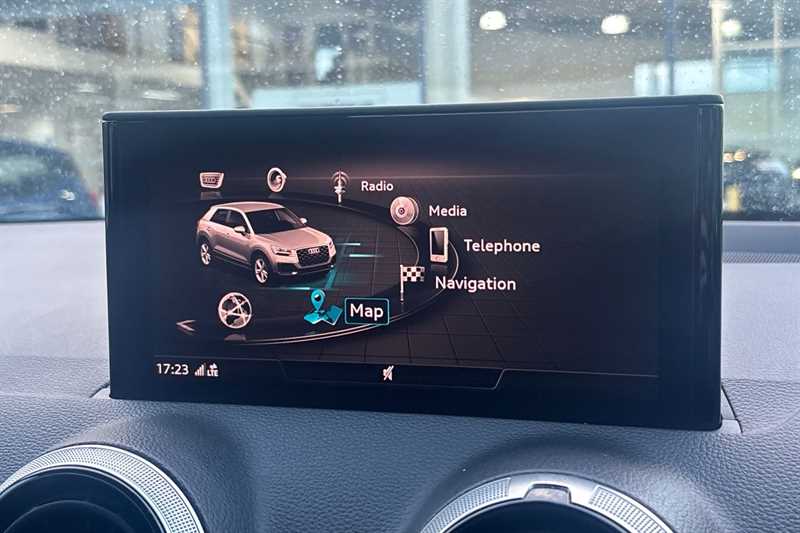 Radio
Media
Telephone
Navigation
Map
17:23 LTE